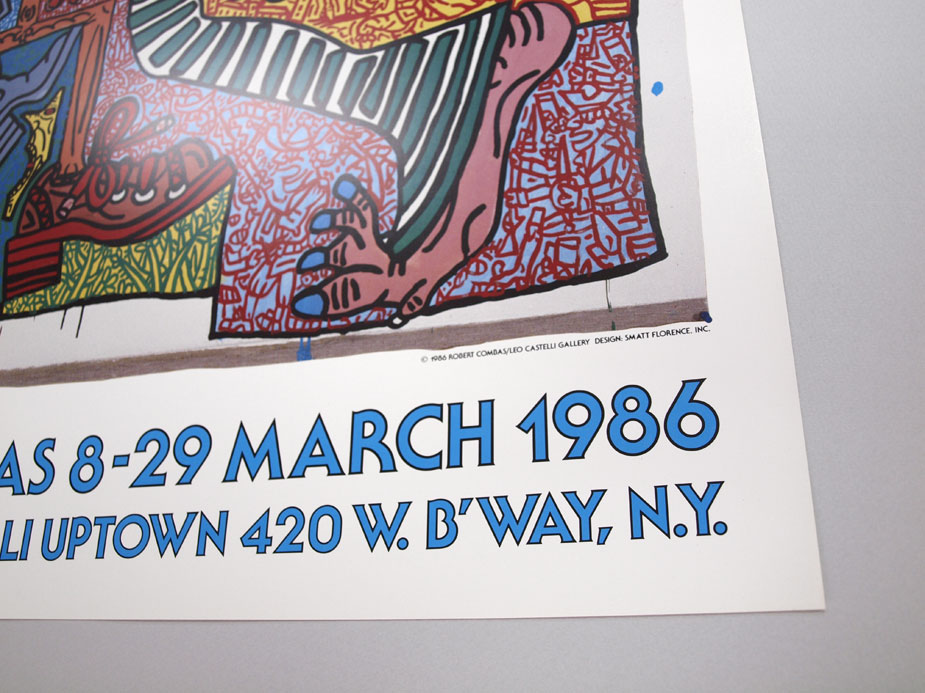 © 1986 ROBERT COMBAS/LEO CASTELLI GALLERY DESIGN: SMATT FLORENCE, INC.
AS 8-29 MARCH 1986
LI UPTOWN 420 W. B'WAY, N.Y.